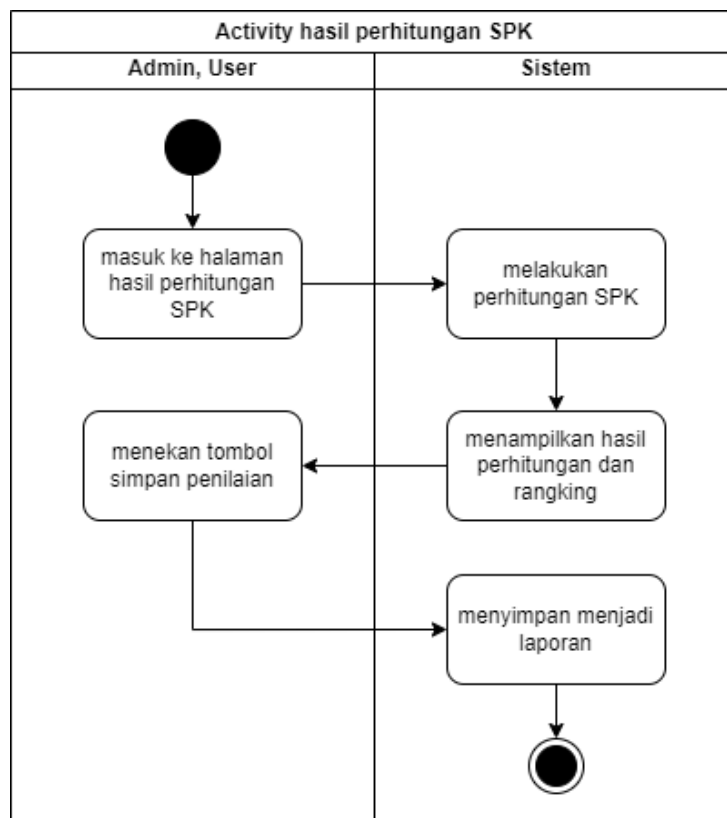 Activity hasil perhitungan SPK
Admin, User
Sistem
masuk ke halaman
hasil perhitungan
SPK
melakukan
perhitungan SPK
menampilkan hasil
perhitungan dan
rangking
menekan tombol
simpan penilaian
menyimpan menjadi
laporan